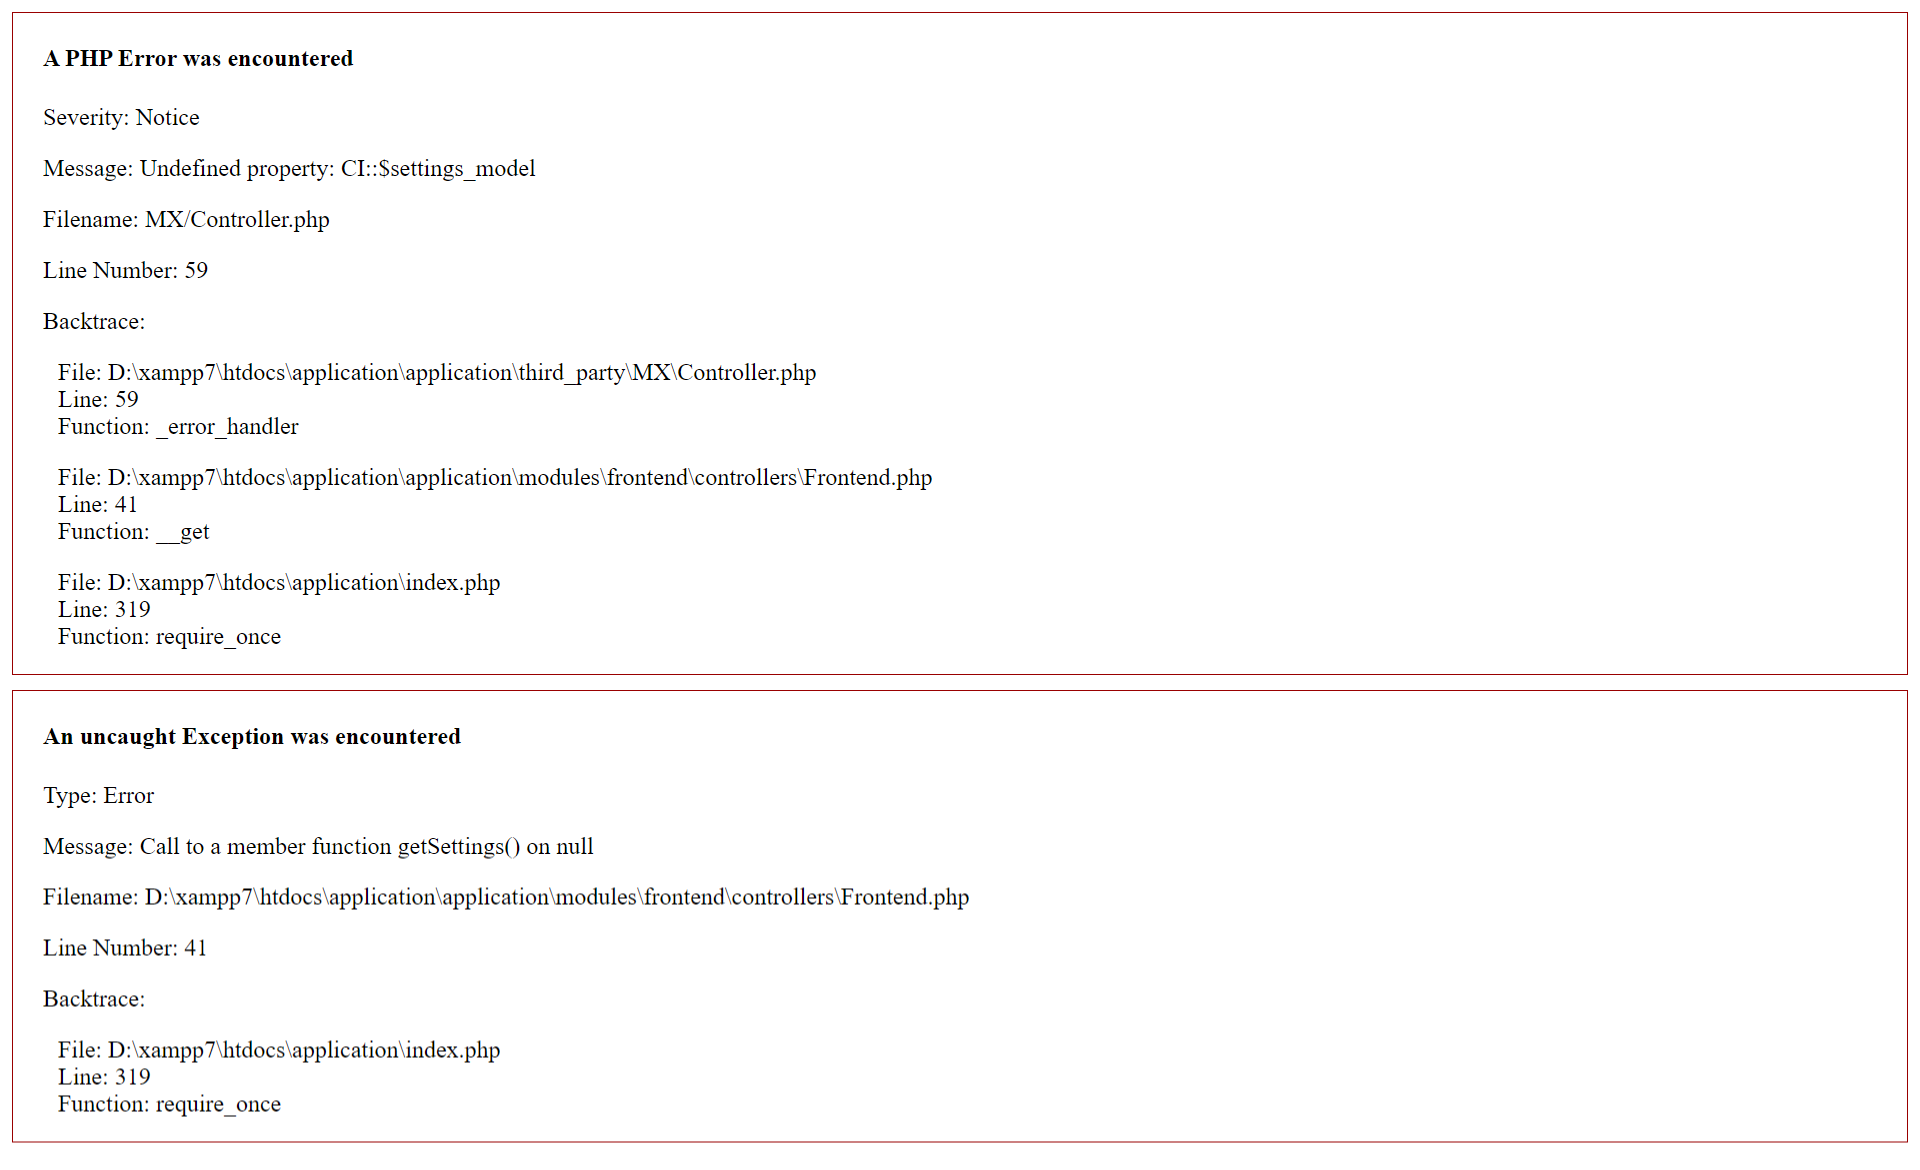 A PHP Error was encountered
Severity: Notice
Message: Undefined property: CI::$settings_model
Filename: MX/Controller.php
Line Number: 59
Backtrace:
File: D:\xampp7\htdocs\application\application\third_party\MX\Controller.php
Line: 59
Function: _error_handler
File: D:\xampp7\htdocs\application\application\modules\frontend\controllers\Frontend.php
Line: 41
Function: __get
File: D:\xampp7\htdocs\application\index.php
Line: 319
Function: require_once
An uncaught Exception was encountered
Type: Error
Message: Call to a member function getSettings() on null
Filename: D:\xampp7\htdocs\application\application\modules\frontend\controllers\Frontend.php
Line Number: 41
Backtrace:
File: D:\xampp7\htdocs\application\index.php
Line: 319
Function: require_once